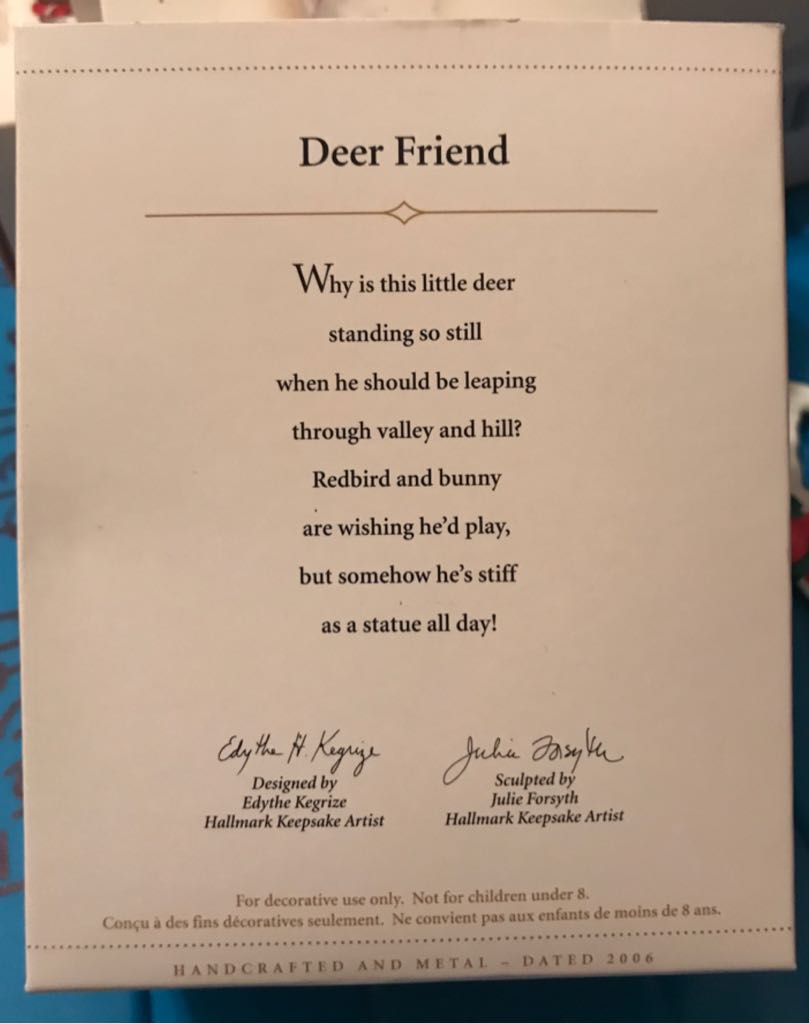 Deer Friend
Why is this little deer
standing so still
when he should be leaping
through valley and hill?
Redbird and bunny
are wishing he'd play,
but somehow he's stiff
as a statue all day!
Edythe H. Kegrize
Designed by
Edythe Kegrize
Hallmark Keepsake Artist
Julie Forsyth
Sculpted by
Julie Forsyth
Hallmark Keepsake Artist
For decorative use only. Not for children under 8.
Conçu à des fins décoratives seulement. Ne convient pas aux enfants de moins de 8 ans.
HANDCRAFTED AND METAL – DATED 2006